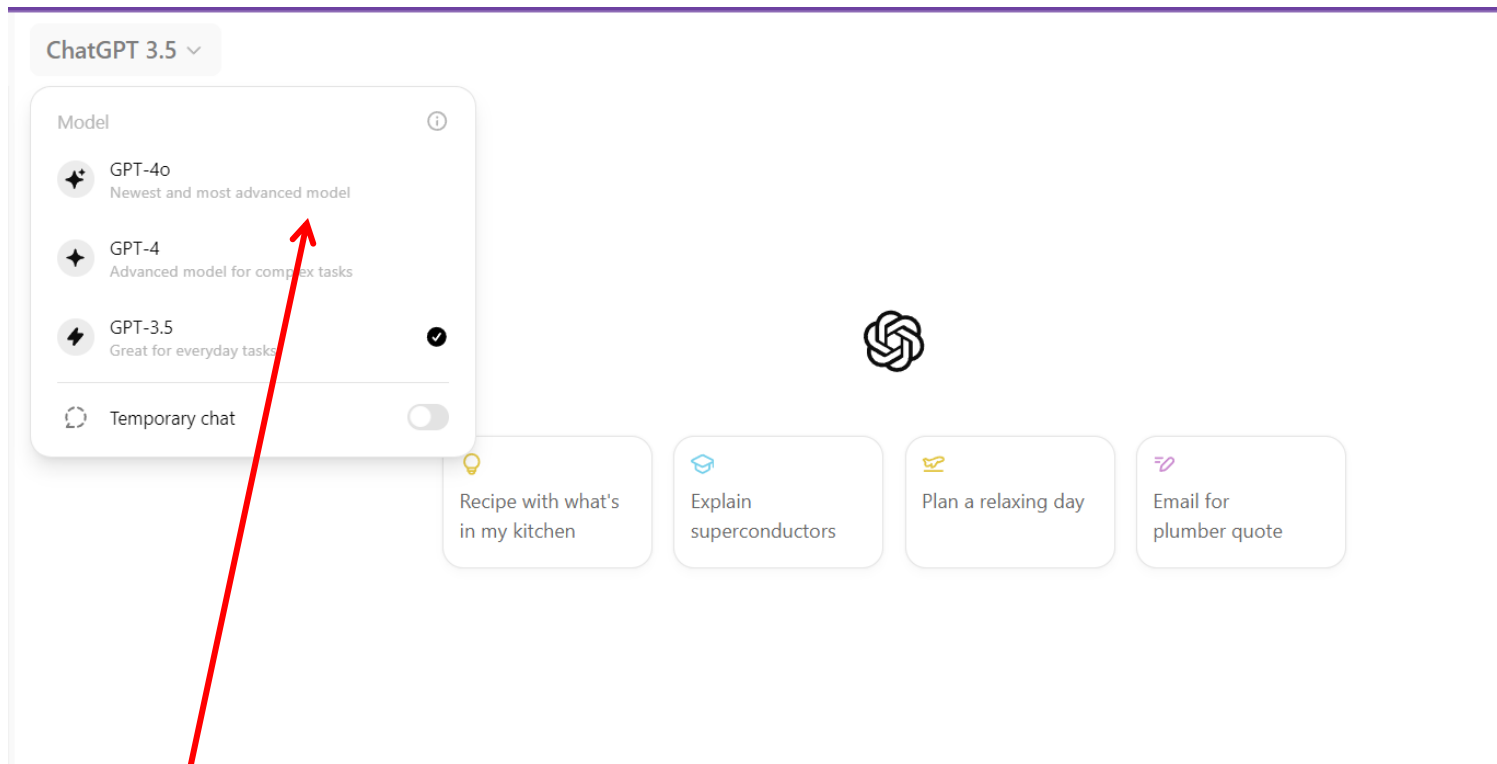 ChatGPT 3.5
Model
GPT-4o
Newest and most advanced model
GPT-4
Advanced model for complex tasks
GPT-3.5
Great for everyday tasks
Temporary chat
Recipe with what's
in my kitchen
Explain
superconductors
Plan a relaxing day
Email for
plumber quote